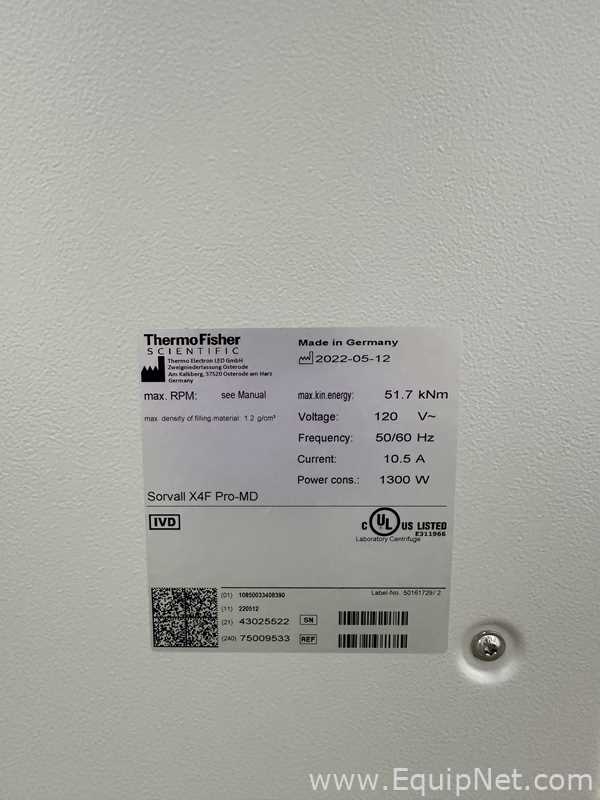 ThermoFisher
SCIENTIFIC
Thermo Electron LED GmbH
Zweigniederlassung Osterode
Am Kalkberg, 37520 Osterode am Harz
Germany
Made in Germany
2022-05-12
max. RPM: see Manual
max. density of filling material: 1.2 g/cm³
max.kin.energy: 51.7 kNm
Voltage: 120 V~
Frequency: 50/60 Hz
Current: 10.5 A
Power cons.: 1300 W
Sorvall X4F Pro-MD
IVD
C UL US LISTED
E311966
Laboratory Centrifuge
Label-No. 50161729/ 2
(01) 10850033408390
(11) 220512
(21) 43025522 SN
(240) 75009533 REF
www.EquipNet.com